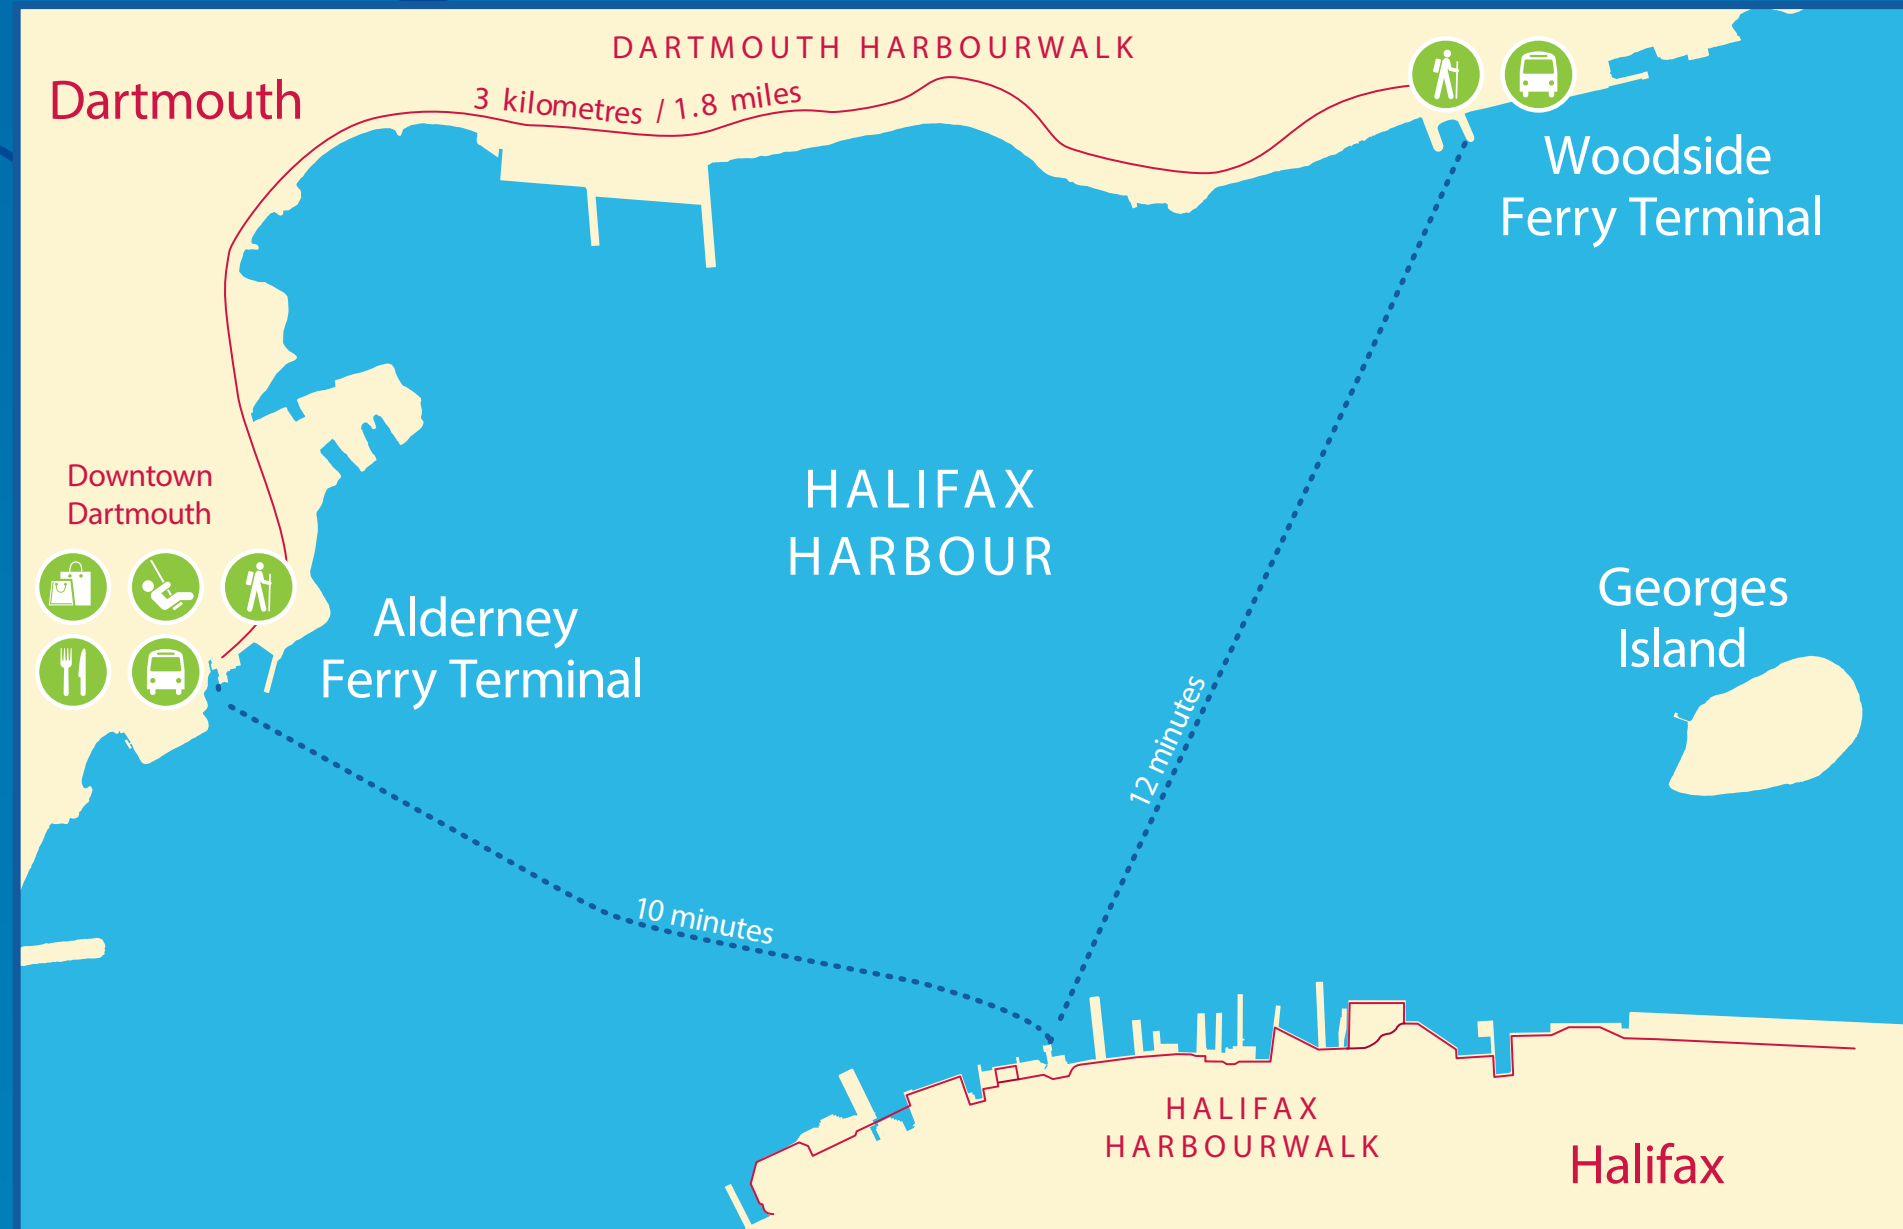 DARTMOUTH HARBOURWALK
Dartmouth
3 kilometres / 1.8 miles
Woodside
Ferry Terminal
HALIFAX
HARBOUR
Downtown
Dartmouth
Alderney
Ferry Terminal
Georges
Island
12 minutes
10 minutes
HALIFAX
HARBOURWALK
Halifax